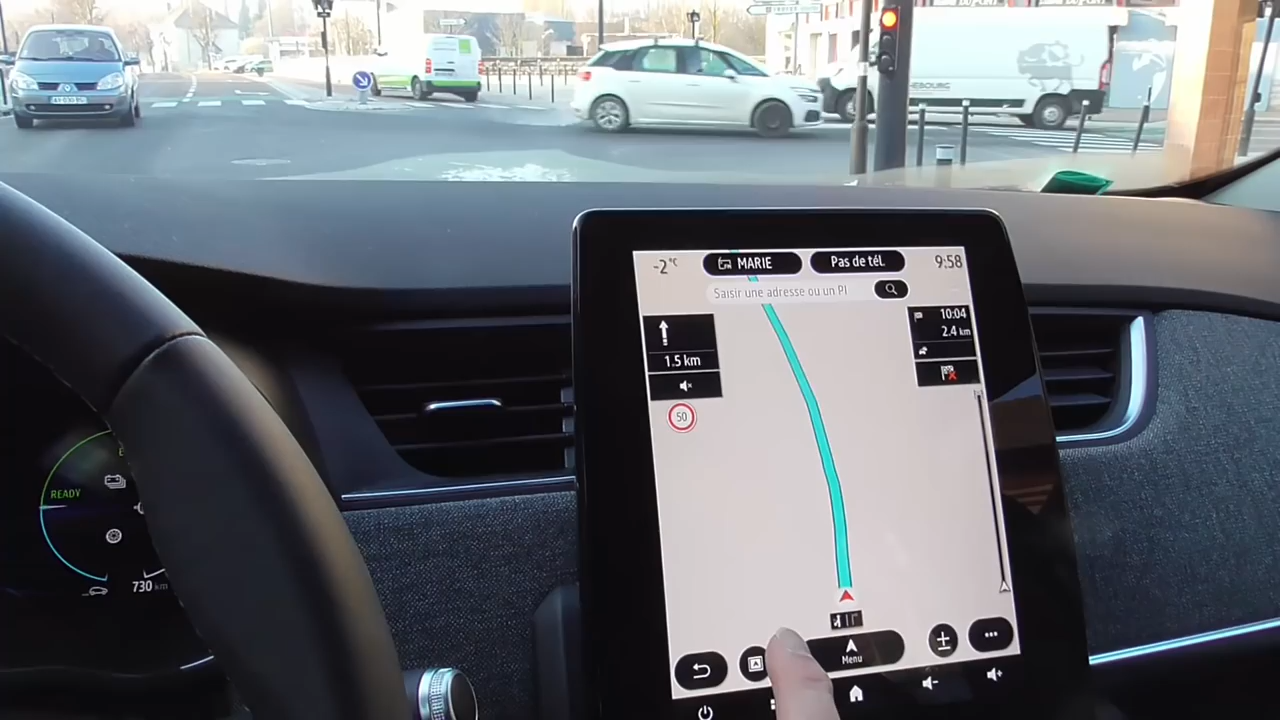 -2°C
MARIE
Pas de tél.
9:58
Saisir une adresse ou un PI
1.5 km
10:04
2.4 km
50
READY
730 km
Menu